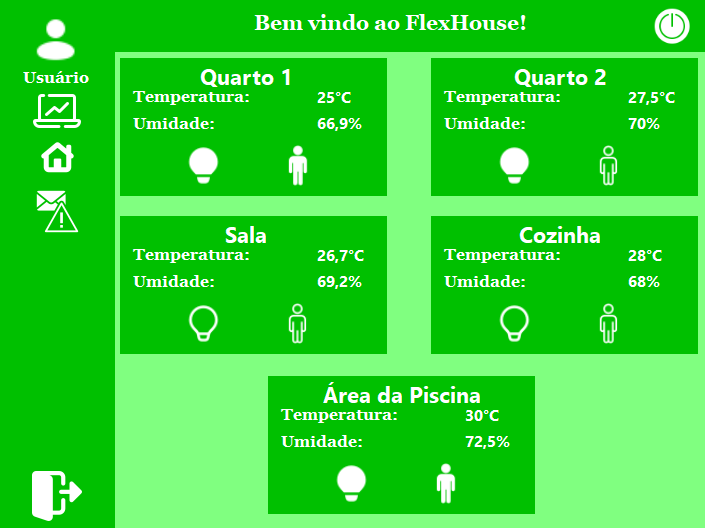 Bem vindo ao FlexHouse!
Usuário
Quarto 1
Temperatura: 25°C
Umidade: 66,9%
Quarto 2
Temperatura: 27,5°C
Umidade: 70%
Sala
Temperatura: 26,7°C
Umidade: 69,2%
Cozinha
Temperatura: 28°C
Umidade: 68%
Área da Piscina
Temperatura: 30°C
Umidade: 72,5%